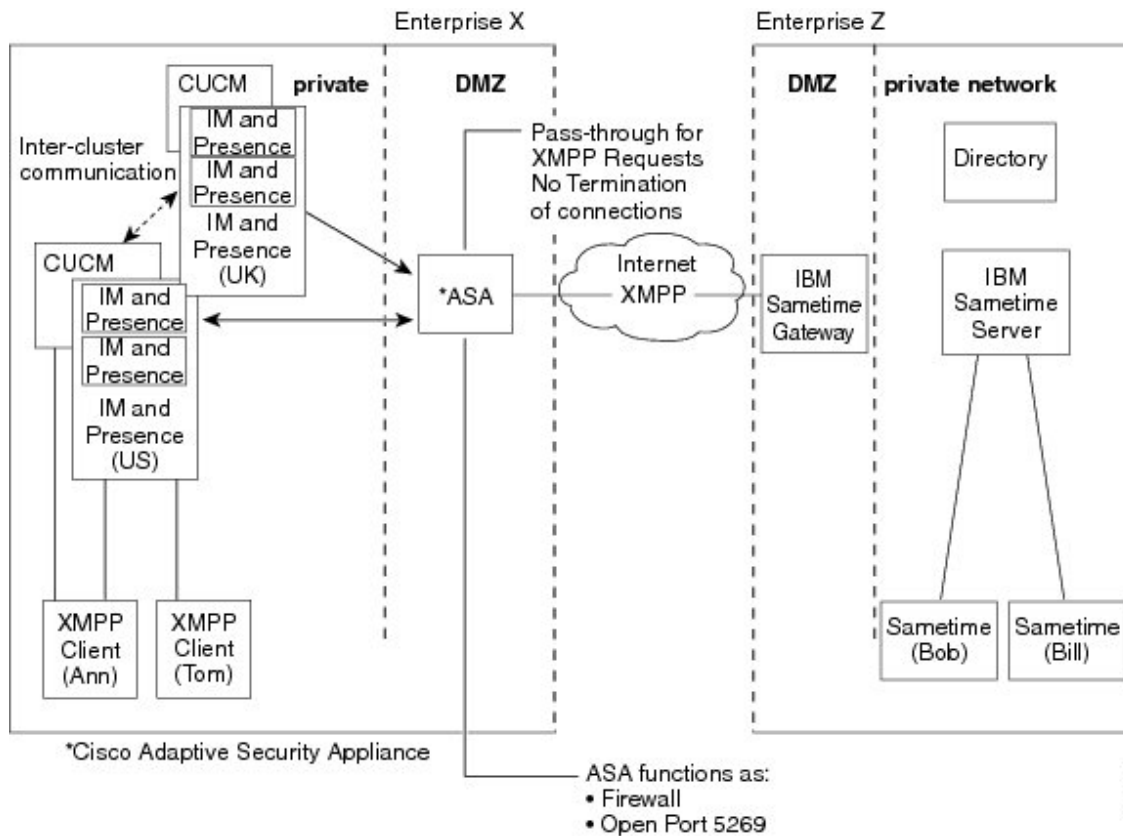 Enterprise X
Enterprise Z
CUCM
private
DMZ
DMZ
private network
IM and
Presence
IM and
Presence
IM and
Presence
(UK)
Inter-cluster
communication
Pass-through for
XMPP Requests
No Termination
of connections
Directory
CUCM
IM and
Presence
IM and
Presence
IM and
Presence
(US)
*ASA
Internet
XMPP
IBM
Sametime
Gateway
IBM
Sametime
Server
XMPP
Client
(Ann)
XMPP
Client
(Tom)
Sametime
(Bob)
Sametime
(Bill)
*Cisco Adaptive Security Appliance
ASA functions as:
• Firewall
• Open Port 5269